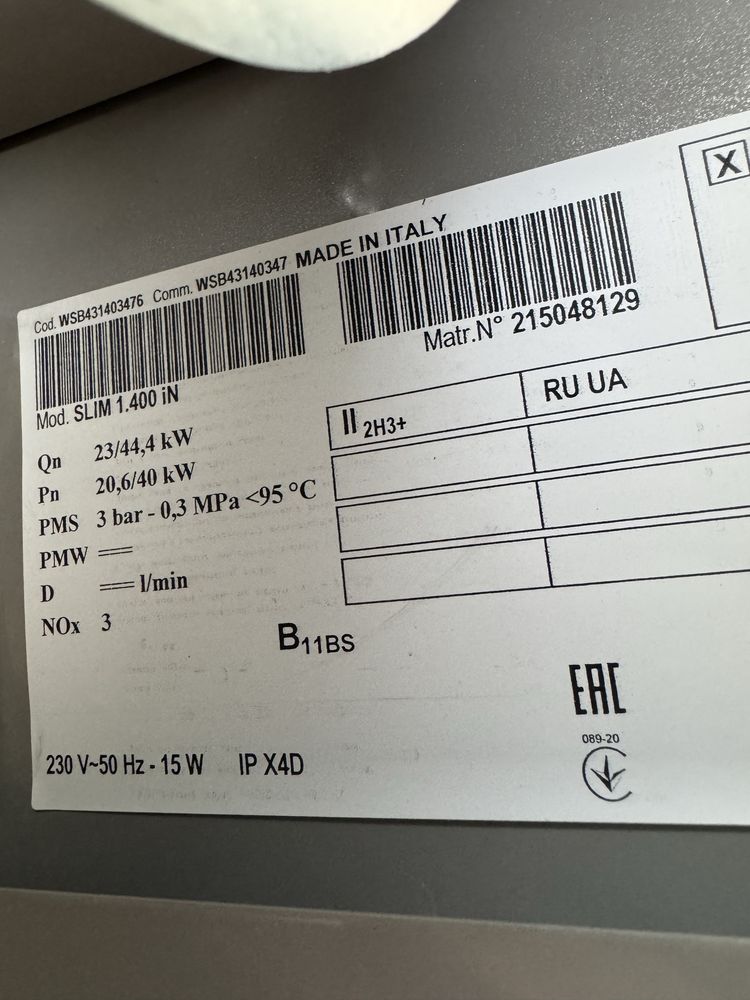 Cod. WSB431403476 Comm. WSB43140347 MADE IN ITALY
Matr.N° 215048129
X
Mod. SLIM 1.400 iN
Qn 23/44,4 kW
Pn 20,6/40 kW
PMS 3 bar - 0,3 MPa <95 °C
PMW
D l/min
NOx 3
II 2H3+ RU UA
B11BS
EAC
089-20
230 V~50 Hz - 15 W IP X4D